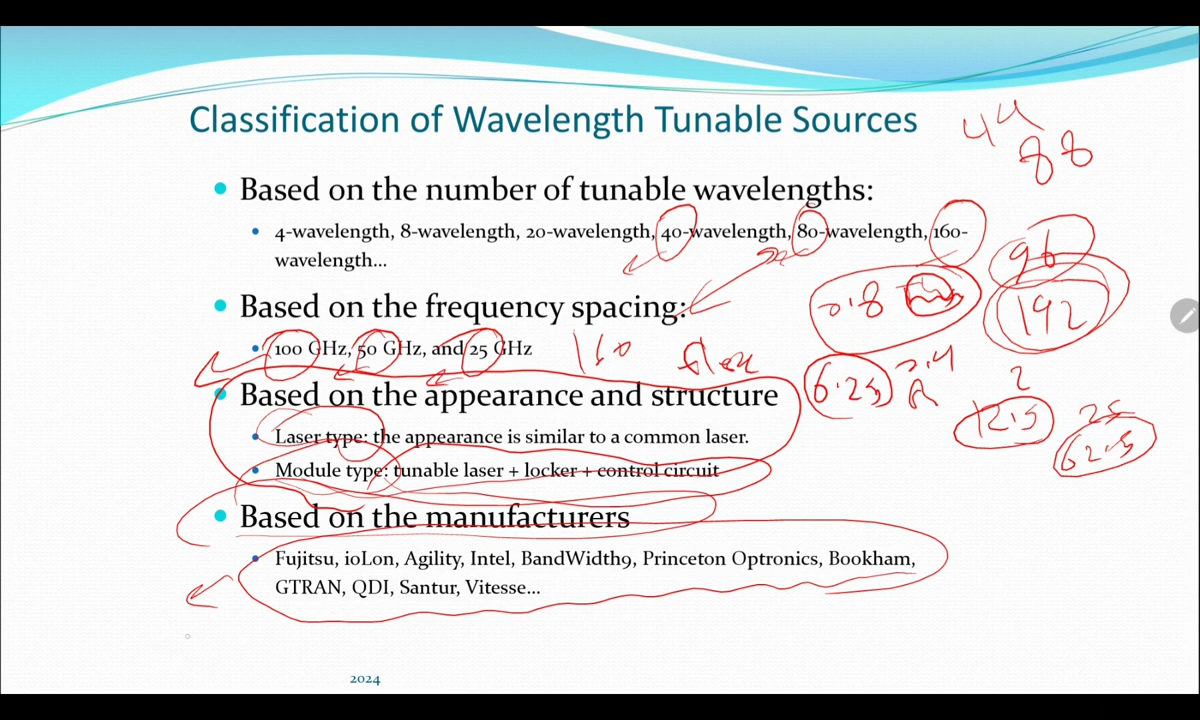 Classification of Wavelength Tunable Sources
44
88
• Based on the number of tunable wavelengths:
• 4-wavelength, 8-wavelength, 20-wavelength, 40-wavelength, 80-wavelength, 160-
wavelength...
96
• Based on the frequency spacing:
0.8
192
• 100 GHz, 50 GHz, and 25 GHz
160 flex
• Based on the appearance and structure
6.25
2
12.5
25
62.5
• Laser type: the appearance is similar to a common laser.
• Module type: tunable laser + locker + control circuit
• Based on the manufacturers
• Fujitsu, ioLon, Agility, Intel, BandWidth9, Princeton Optronics, Bookham,
GTRAN, QDI, Santur, Vitesse...
2024